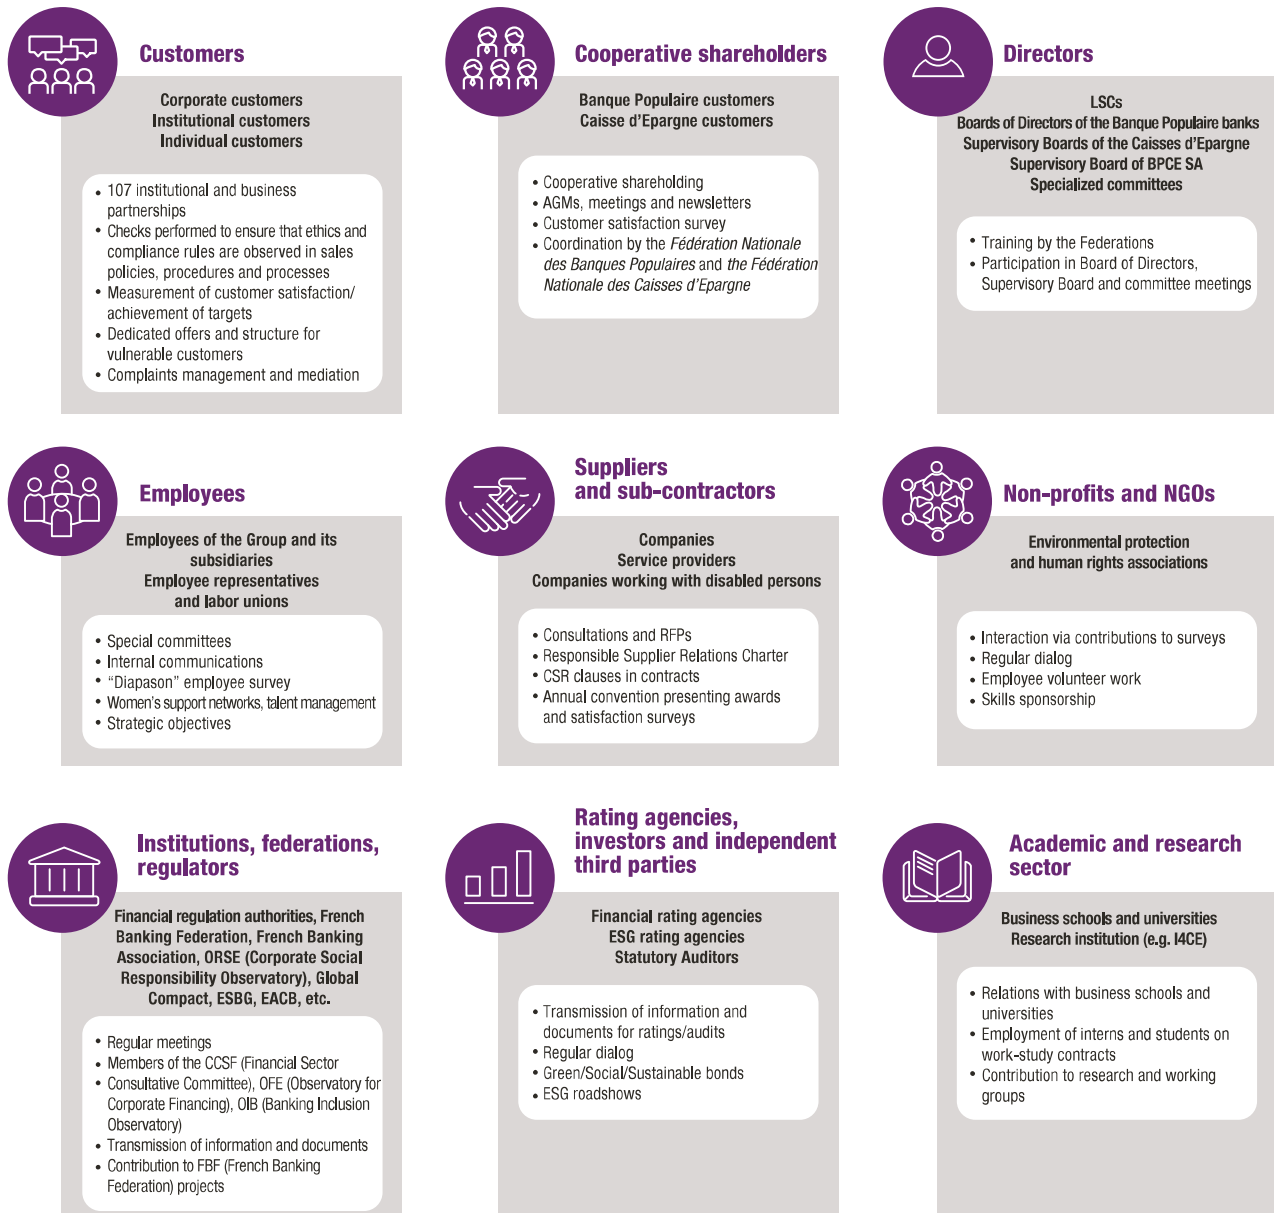 Customers
Corporate customers
Institutional customers
Individual customers
• 107 institutional and business
partnerships
• Checks performed to ensure that ethics and
compliance rules are observed in sales
policies, procedures and processes
• Measurement of customer satisfaction/
achievement of targets
• Dedicated offers and structure for
vulnerable customers
• Complaints management and mediation
Cooperative shareholders
Banque Populaire customers
Caisse d'Epargne customers
• Cooperative shareholding
• AGMs, meetings and newsletters
• Customer satisfaction survey
• Coordination by the Fédération Nationale
des Banques Populaires and the Fédération
Nationale des Caisses d'Epargne
Directors
LSCs
Boards of Directors of the Banque Populaire banks
Supervisory Boards of the Caisses d'Epargne
Supervisory Board of BPCE SA
Specialized committees
• Training by the Federations
• Participation in Board of Directors,
Supervisory Board and committee meetings
Employees
Employees of the Group and its
subsidiaries
Employee representatives
and labor unions
• Special committees
• Internal communications
• “Diapason” employee survey
• Women's support networks, talent management
• Strategic objectives
Suppliers
and sub-contractors
Companies
Service providers
Companies working with disabled persons
• Consultations and RFPs
• Responsible Supplier Relations Charter
• CSR clauses in contracts
• Annual convention presenting awards
and satisfaction surveys
Non-profits and NGOs
Environmental protection
and human rights associations
• Interaction via contributions to surveys
• Regular dialog
• Employee volunteer work
• Skills sponsorship
Institutions, federations,
regulators
Financial regulation authorities, French
Banking Federation, French Banking
Association, ORSE (Corporate Social
Responsibility Observatory), Global
Compact, ESBG, EACB, etc.
• Regular meetings
• Members of the CCSF (Financial Sector
• Consultative Committee), OFE (Observatory for
Corporate Financing), OIB (Banking Inclusion
Observatory)
• Transmission of information and documents
• Contribution to FBF (French Banking
Federation) projects
Rating agencies,
investors and independent
third parties
Financial rating agencies
ESG rating agencies
Statutory Auditors
• Transmission of information and
documents for ratings/audits
• Regular dialog
• Green/Social/Sustainable bonds
• ESG roadshows
Academic and research
sector
Business schools and universities
Research institution (e.g. I4CE)
• Relations with business schools and
universities
• Employment of interns and students on
work-study contracts
• Contribution to research and working
groups